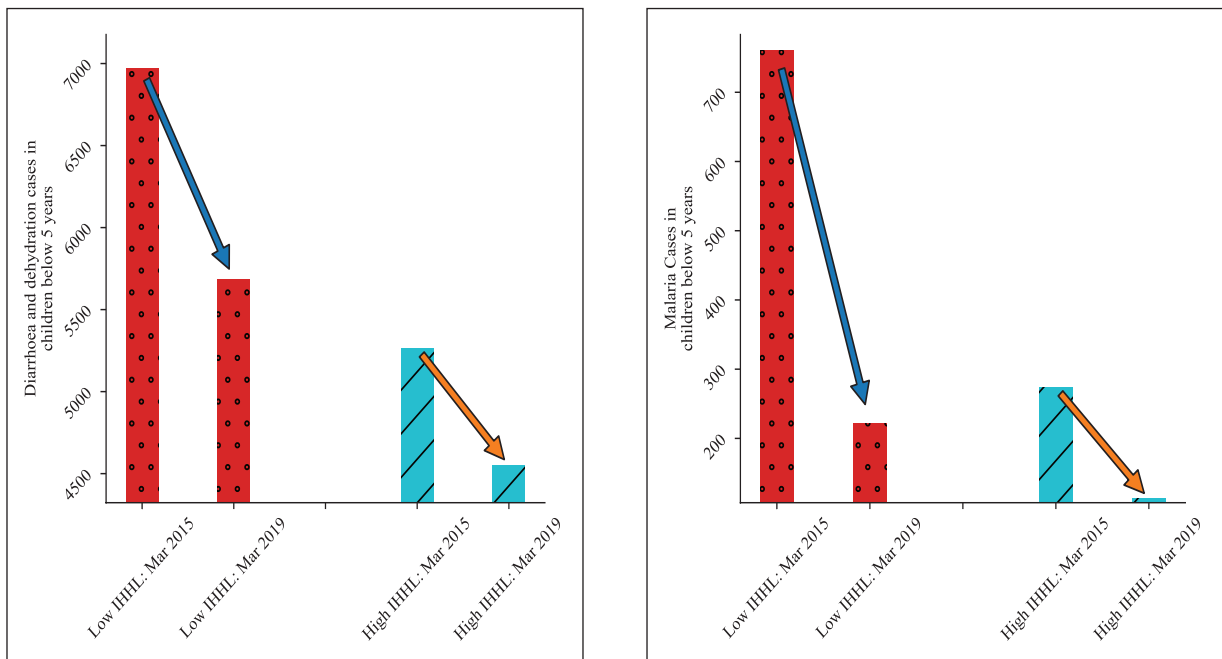 Diarrhoea and dehydration cases in
children below 5 years
7000
6500
6000
5500
5000
4500
Low IHHL: Mar 2015
Low IHHL: Mar 2019
High IHHL: Mar 2015
High IHHL: Mar 2019
Malaria Cases in
children below 5 years
700
600
500
400
300
200
Low IHHL: Mar 2015
Low IHHL: Mar 2019
High IHHL: Mar 2015
High IHHL: Mar 2019